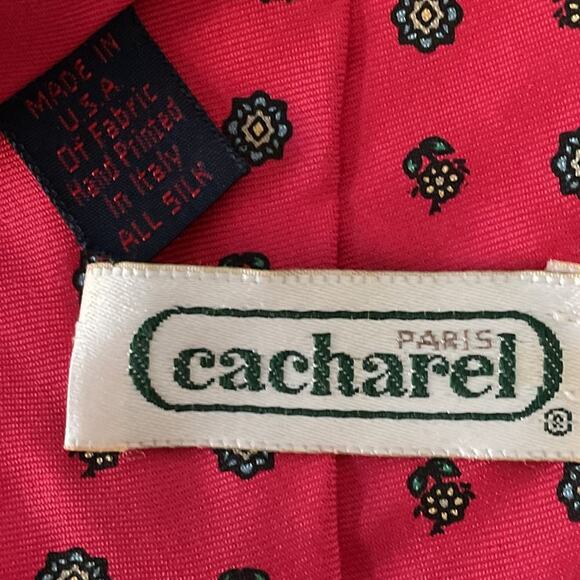 MADE IN
U.S.A.
Of Fabric
Hand Printed
In Italy
ALL SILK
PARIS
cacharel
®